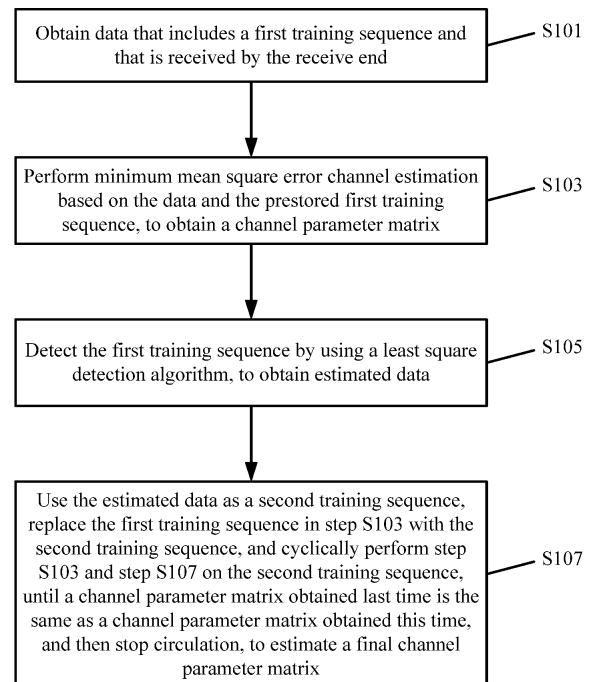 Obtain data that includes a first training sequence and
that is received by the receive end
S101
Perform minimum mean square error channel estimation
based on the data and the prestored first training
sequence, to obtain a channel parameter matrix
S103
Detect the first training sequence by using a least square
detection algorithm, to obtain estimated data
S105
Use the estimated data as a second training sequence,
replace the first training sequence in step S103 with the
second training sequence, and cyclically perform step
S103 and step S107 on the second training sequence,
until a channel parameter matrix obtained last time is the
same as a channel parameter matrix obtained this time,
and then stop circulation, to estimate a final channel
parameter matrix
S107